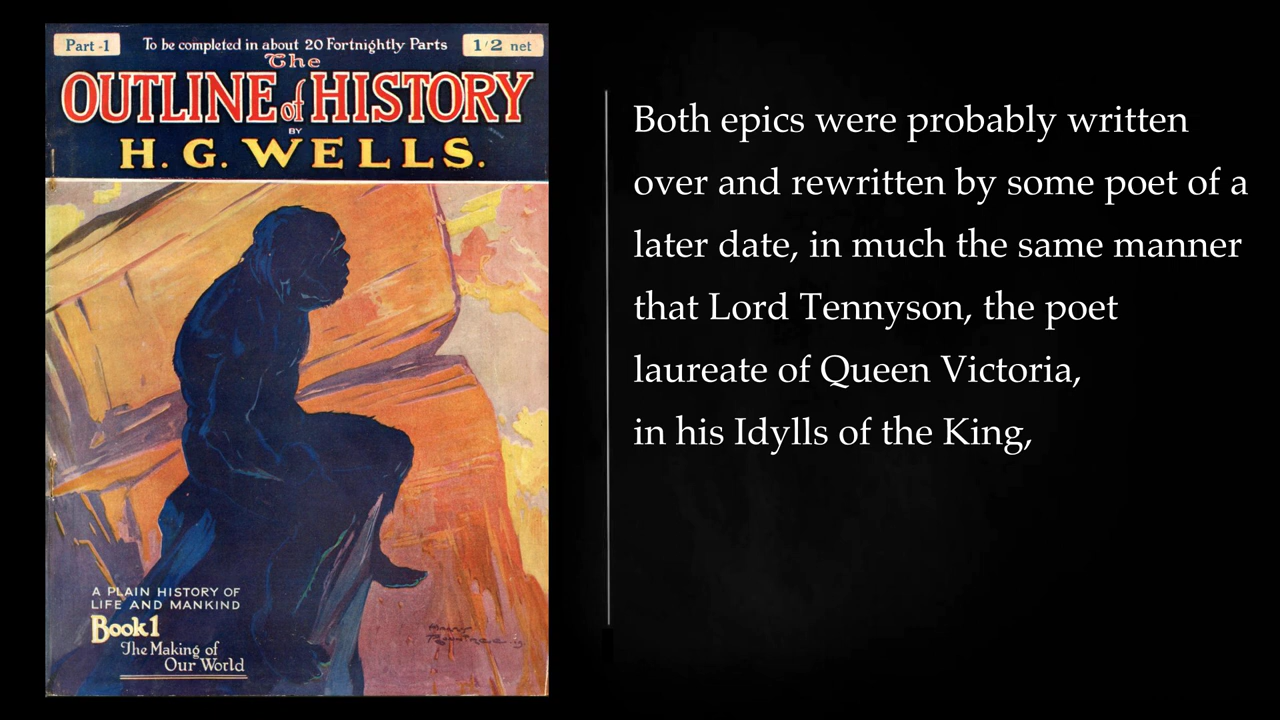 Part -1
To be completed in about 20 Fortnightly Parts
1/2 net
The
OUTLINE of HISTORY
BY
H. G. WELLS.
A PLAIN HISTORY OF
LIFE AND MANKIND
Book 1
The Making of
Our World
Both epics were probably written
over and rewritten by some poet of a
later date, in much the same manner
that Lord Tennyson, the poet
laureate of Queen Victoria,
in his Idylls of the King,